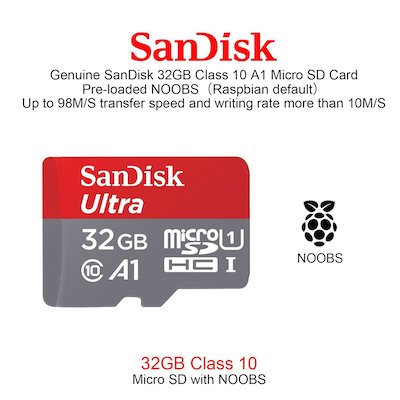 SanDisk
Genuine SanDisk 32GB Class 10 A1 Micro SD Card
Pre-loaded NOOBS（Raspbian default）
Up to 98M/S transfer speed and writing rate more than 10M/S
SanDisk
Ultra
32GB micro SD HC 1
10 A1 I
NOOBS
32GB Class 10
Micro SD with NOOBS